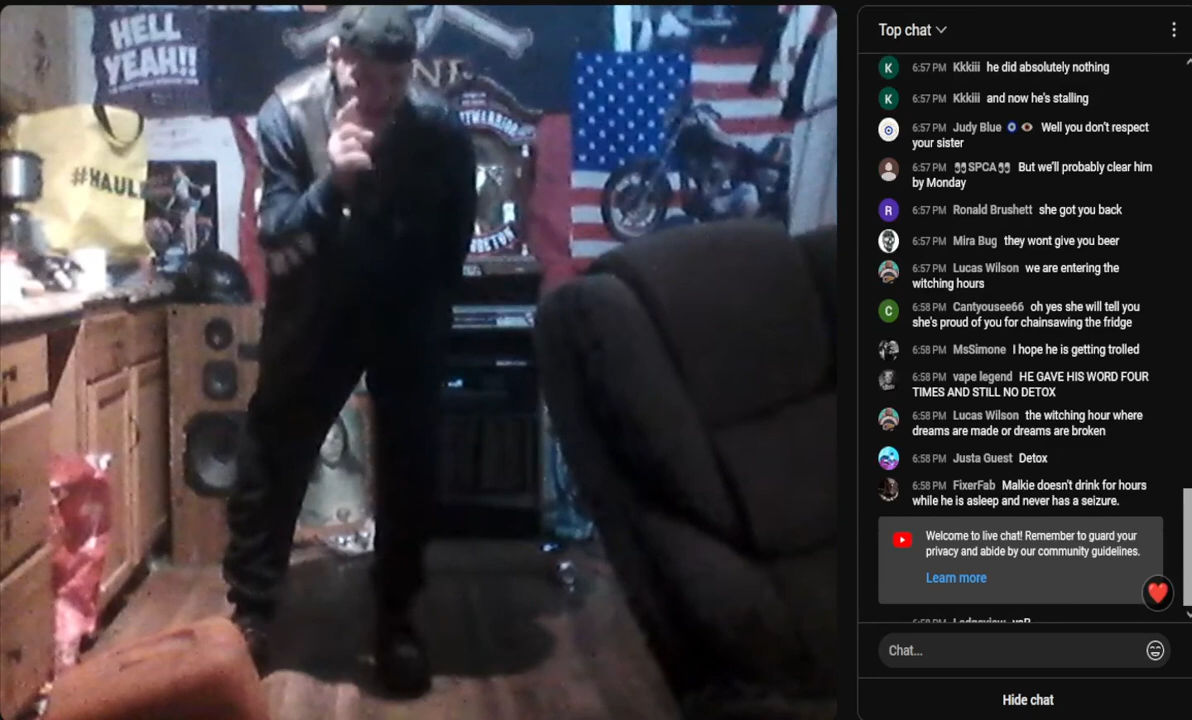 HELL
YEAH!!
#HAUL
Top chat
6:57 PM Kkkiii he did absolutely nothing
K
6:57 PM Kkkiii and now he's stalling
K
6:57 PM Judy Blue 🧿 👁 Well you don't respect
your sister
6:57 PM 👀SPCA👀 But we'll probably clear him
by Monday
6:57 PM Ronald Brushett she got you back
R
6:57 PM Mira Bug they wont give you beer
6:57 PM Lucas Wilson we are entering the
witching hours
6:58 PM Cantyousee66 oh yes she will tell you
she's proud of you for chainsawing the fridge
C
6:58 PM MsSimone I hope he is getting trolled
6:58 PM vape legend HE GAVE HIS WORD FOUR
TIMES AND STILL NO DETOX
6:58 PM Lucas Wilson the witching hour where
dreams are made or dreams are broken
6:58 PM Justa Guest Detox
6:58 PM FixerFab Malkie doesn't drink for hours
while he is asleep and never has a seizure.
Welcome to live chat! Remember to guard your
privacy and abide by our community guidelines.
Learn more
Chat...
Hide chat